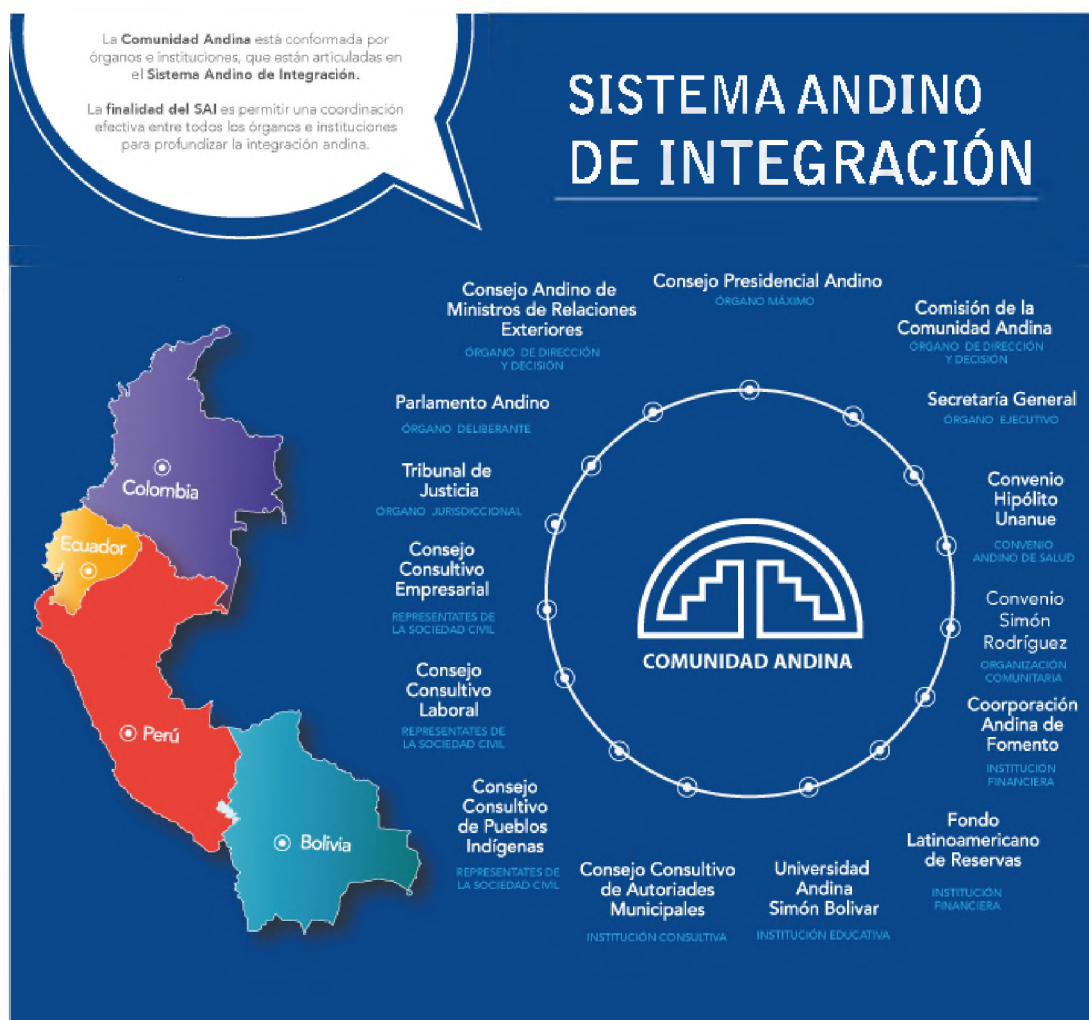 La Comunidad Andina está conformada por
órganos e instituciones, que están articuladas en
el Sistema Andino de Integración.
La finalidad del SAI es permitir una coordinación
efectiva entre todos los órganos e instituciones
para profundizar la integración andina.
SISTEMA ANDINO
DE INTEGRACIÓN
Consejo Presidencial Andino
ÓRGANO MÁXIMO
Comisión de la
Comunidad Andina
ÓRGANO DE DIRECCIÓN
Y DECISIÓN
Secretaría General
ÓRGANO EJECUTIVO
Convenio
Hipólito
Unanue
CONVENIO
ANDINO DE SALUD
Convenio
Simón
Rodríguez
ORGANIZACIÓN
COMUNITARIA
Coorporación
Andina de
Fomento
INSTITUCIÓN
FINANCIERA
Fondo
Latinoamericano
de Reservas
INSTITUCIÓN
FINANCIERA
Universidad
Andina
Simón Bolivar
INSTITUCIÓN EDUCATIVA
Consejo Consultivo
de Autoriades
Municipales
INSTITUCIÓN CONSULTIVA
Consejo
Consultivo
de Pueblos
Indígenas
REPRESENTATES DE
LA SOCIEDAD CIVIL
Consejo
Consultivo
Laboral
REPRESENTATES DE
LA SOCIEDAD CIVIL
Consejo
Consultivo
Empresarial
REPRESENTATES DE
LA SOCIEDAD CIVIL
Tribunal de
Justicia
ÓRGANO JURISDICCIONAL
Parlamento Andino
ÓRGANO DELIBERANTE
Consejo Andino de
Ministros de Relaciones
Exteriores
ÓRGANO DE DIRECCIÓN
Y DECISIÓN
COMUNIDAD ANDINA
Colombia
Ecuador
Perú
Bolivia